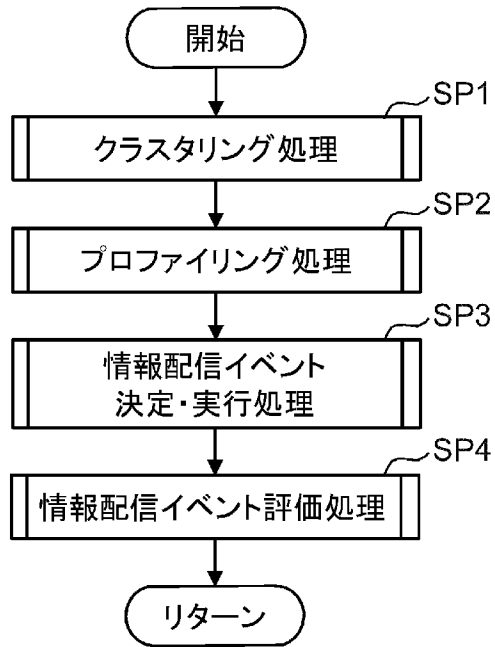 開始
SP1
クラスタリング処理
SP2
プロファイリング処理
SP3
情報配信イベント
決定・実行処理
SP4
情報配信イベント評価処理
リターン